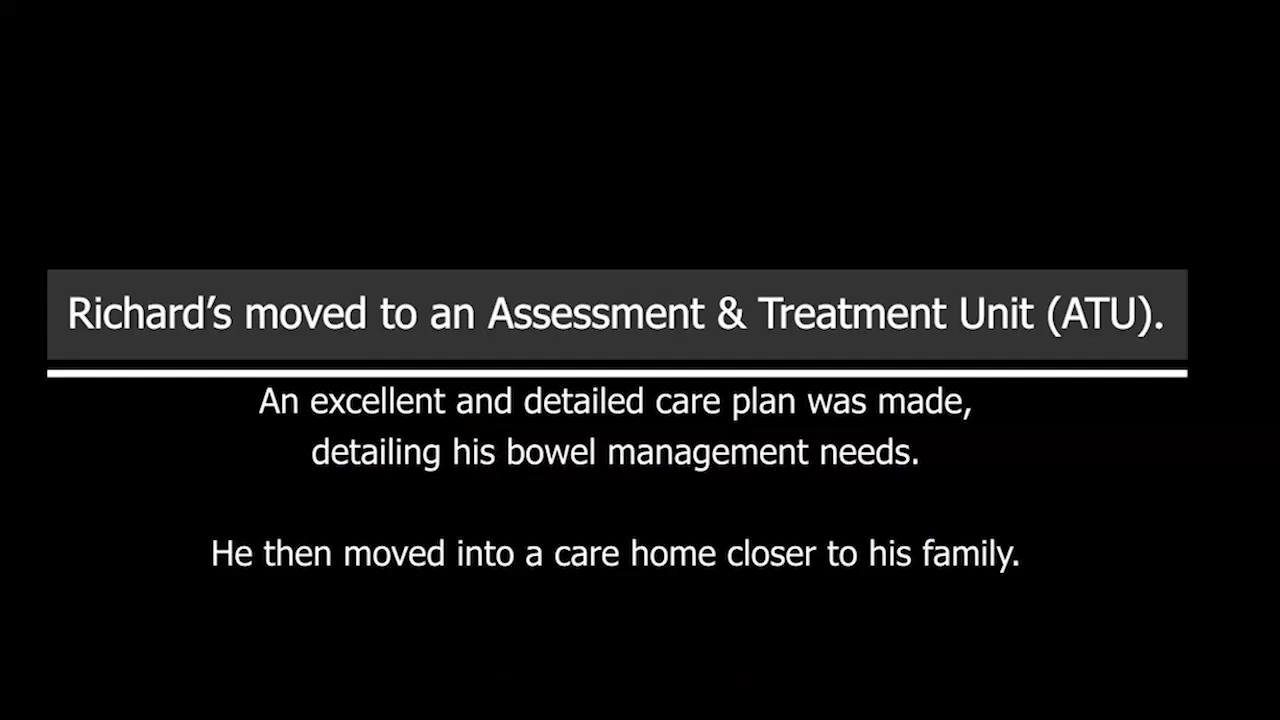 Richard’s moved to an Assessment & Treatment Unit (ATU).
An excellent and detailed care plan was made,
detailing his bowel management needs.
He then moved into a care home closer to his family.